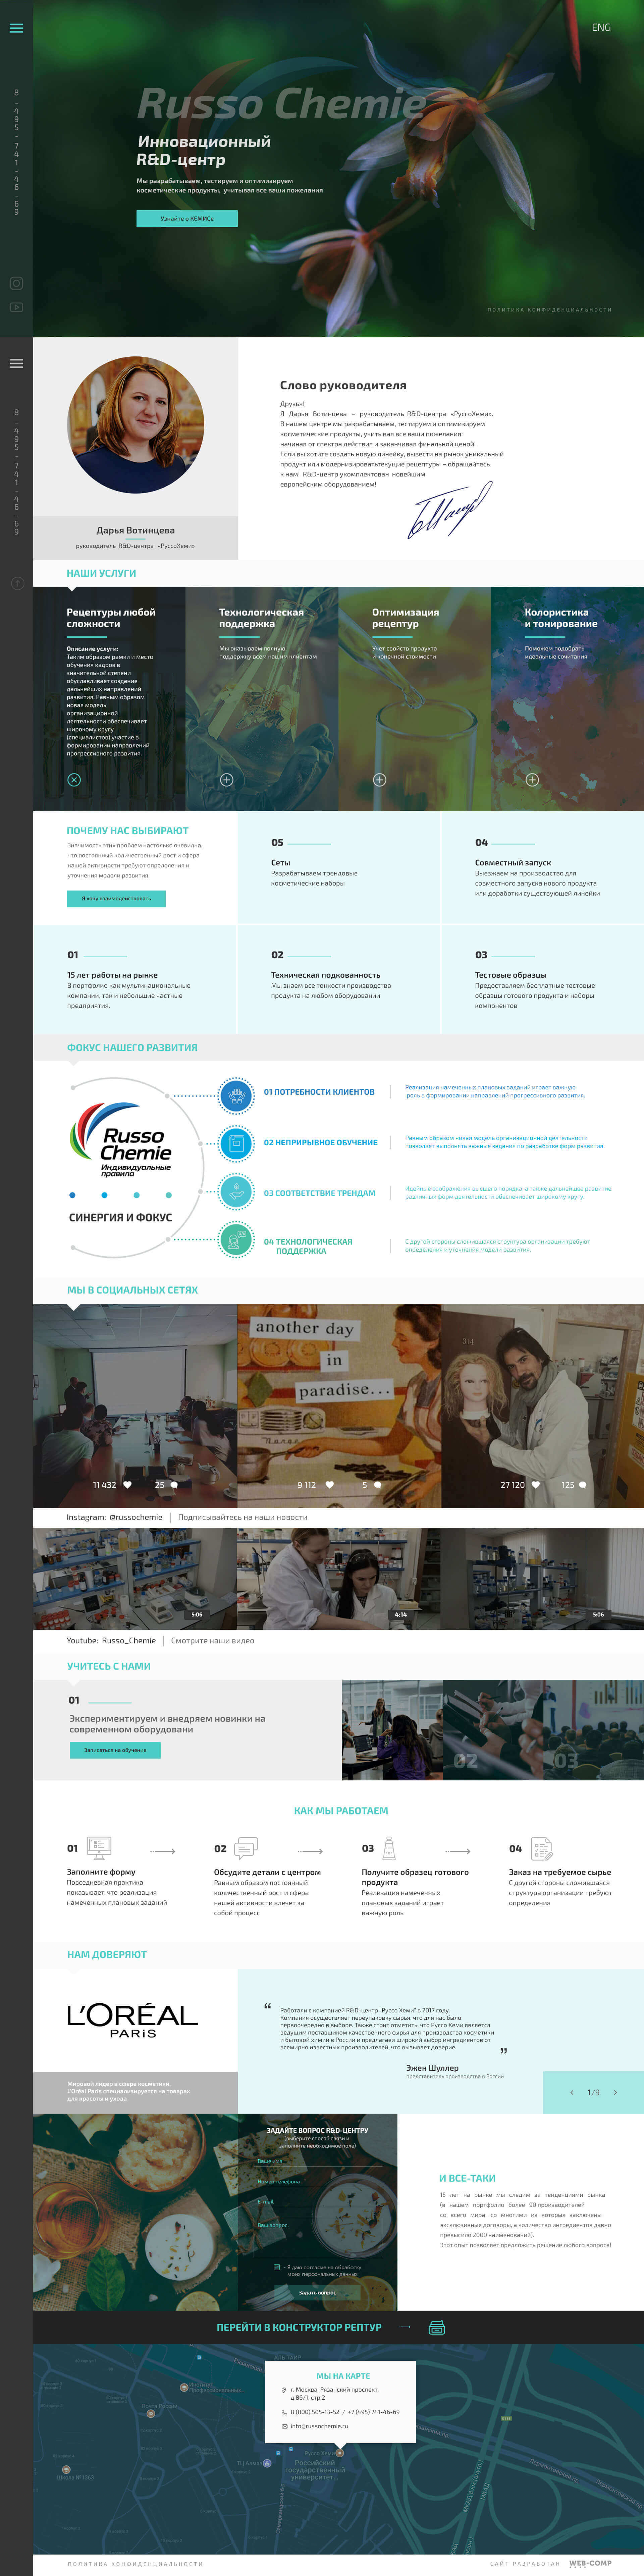 ENG
8-495-741-46-69
Russo Chemie
Инновационный
R&D-центр
Мы разрабатываем, тестируем и оптимизируем
косметические продукты, учитывая все ваши пожелания
Узнайте о КЕМИСа
ПОЛИТИКА КОНФИДЕНЦИАЛЬНОСТИ
8-495-741-46-69
?
Слово руководителя
Друзья!
Я Дарья Вотинцева – руководитель R&D-центра «РуссоХеми».
В нашем центре мы разрабатываем, тестируем и оптимизируем
косметические продукты, учитывая все ваши пожелания:
начиная от спектра действия и заканчивая финальной ценой.
Если вы хотите создать новую линейку, вывести на рынок уникальный
продукт или модернизироватьтекущие рецептуры – обращайтесь
к нам! R&D-центр укомплектован новейшим
европейским оборудованием!
Дарья Вотинцева
руководитель R&D-центра «РуссоХеми»
НАШИ УСЛУГИ
Рецептуры любой
сложности
Описание услуги:
Таким образом рамки и место
обучения кадров в
значительной степени
обуславливает создание
дальнейших направлений
развития. Равным образом
новая модель
организационной
деятельности обеспечивает
широкому кругу
(специалистов) участие в
формировании направлений
прогрессивного развития.
Технологическая
поддержка
Мы оказываем полную
поддержку всем нашим клиентам
Оптимизация
рецептур
Учет свойств продукта
и конечной стоимости
Колористика
и тонирование
Поможем подобрать
идеальные сочитания
ПОЧЕМУ НАС ВЫБИРАЮТ
Значимость этих проблем настолько очевидна,
что постоянный количественный рост и сфера
нашей активности требуют определения и
уточнения модели развития.
Я хочу взаимодействовать
05
Сеты
Разрабатываем трендовые
косметические наборы
04
Совместный запуск
Выезжаем на производство для
совместного запуска нового продукта
или доработки существующей линейки
01
15 лет работы на рынке
В портфолио как мультинациональные
компании, так и небольшие частные
предприятия.
02
Техническая подкованность
Мы знаем все тонкости производства
продукта на любом оборудовании
03
Тестовые образцы
Предоставляем бесплатные тестовые
образцы готового продукта и наборы
компонентов
ФОКУС НАШЕГО РАЗВИТИЯ
Russo
Chemie
Индивидуальные
правила
СИНЕРГИЯ И ФОКУС
01 ПОТРЕБНОСТИ КЛИЕНТОВ
Реализация намеченных плановых заданий играет важную
роль в формировании направлений прогрессивного развития.
02 НЕПРИРЫВНОЕ ОБУЧЕНИЕ
Равным образом новая модель организационной деятельности
позволяет выполнить важные задания по разработке форм развития.
03 СООТВЕТСТВИЕ ТРЕНДАМ
Идейные соображения высшего порядка, а также дальнейшее развитие
различных форм деятельности обеспечивает широкому кругу.
04 ТЕХНОЛОГИЧЕСКАЯ
ПОДДЕРЖКА
С другой стороны сложившаяся структура организации требуют
определения и уточнения модели развития.
МЫ В СОЦИАЛЬНЫХ СЕТЯХ
another day
in
paradise...
314
11 432 25
9 112 5
27 120 125
Instagram: @russochemie Подписывайтесь на наши новости
5:06
4:14
5:06
Youtube: Russo_Chemie Смотрите наши видео
УЧИТЕСЬ С НАМИ
01
Экспериментируем и внедряем новинки на
современном оборудовани
Записаться на обучение
02
03
КАК МЫ РАБОТАЕМ
01
Заполните форму
Повседневная практика
показывает, что реализация
намеченных плановых заданий
02
Обсудите детали с центром
Равным образом постоянный
количественный рост и сфера
нашей активности влечет за
собой процесс
03
Получите образец готового
продукта
Реализация намеченных
плановых заданий играет
важную роль
04
Заказ на требуемое сырье
С другой стороны сложившаяся
структура организации требуют
определения
НАМ ДОВЕРЯЮТ
L'ORÉAL
PARiS
Мировой лидер в сфере косметики,
L'Oréal Paris специализируется на товарах
для красоты и ухода
“ Работали с компанией R&D-центр "Руссо Хеми" в 2017 году.
Компания осуществляет переупаковку сырья, что для нас было
первоочередно в выборе. Также стоит отметить, что Руссо Хеми является
ведущим поставщиком качественного сырья для производства косметики
и бытовой химии в России и предлагаем широкий выбор ингредиентов от
всемирно известных производителей, что вызывает доверие. ”
Эжен Шуллер
представитель производства в России
‹ 1/9 ›
ЗАДАЙТЕ ВОПРОС R&D-ЦЕНТРУ
(выберите способ связи и
заполните необходимое поле)
Ваше имя
Номер телефона
E-mail
Ваш вопрос:
- Я даю согласие на обработку
моих персональных данных
Задать вопрос
И ВСЕ-ТАКИ
15 лет на рынке мы следим за тенденциями рынка
(в нашем портфолио более 90 производителей
со всего мира, со многими из которых заключены
эксклюзивные договоры, а количество ингредиентов давно
превысило 2000 наименований).
Этот опыт позволяет предложить решение любого вопроса!
ПЕРЕЙТИ В КОНСТРУКТОР РЕПТУР
МЫ НА КАРТЕ
г. Москва, Рязанский проспект,
д.86/1, стр.2
8 (800) 505-13-52 / +7 (495) 741-46-69
info@russochemie.ru
Школа №1363
Российский
государственный
университет...
ПОЛИТИКА КОНФИДЕНЦИАЛЬНОСТИ
САЙТ РАЗРАБОТАН WEB-COMP